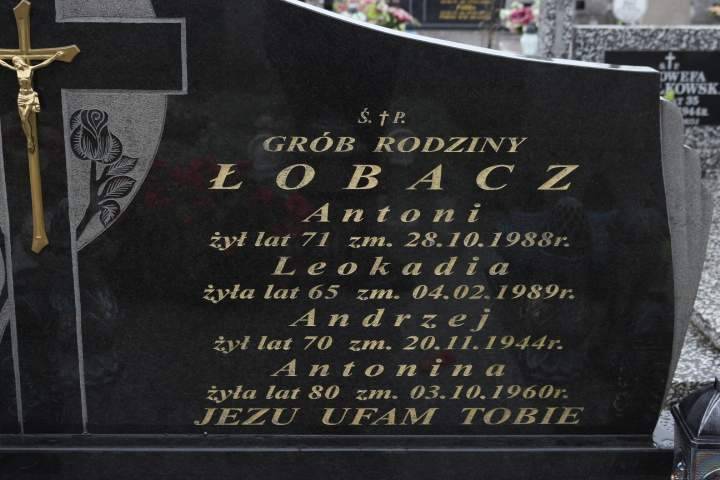 Ś. † P.
GRÓB RODZINY
ŁOBACZ
Antoni
żył lat 71 zm. 28.10.1988r.
Leokadia
żyła lat 65 zm. 04.02.1989r.
Andrzej
żył lat 70 zm. 20.11.1944r.
Antonina
żyła lat 80 zm. 03.10.1960r.
JEZU UFAM TOBIE